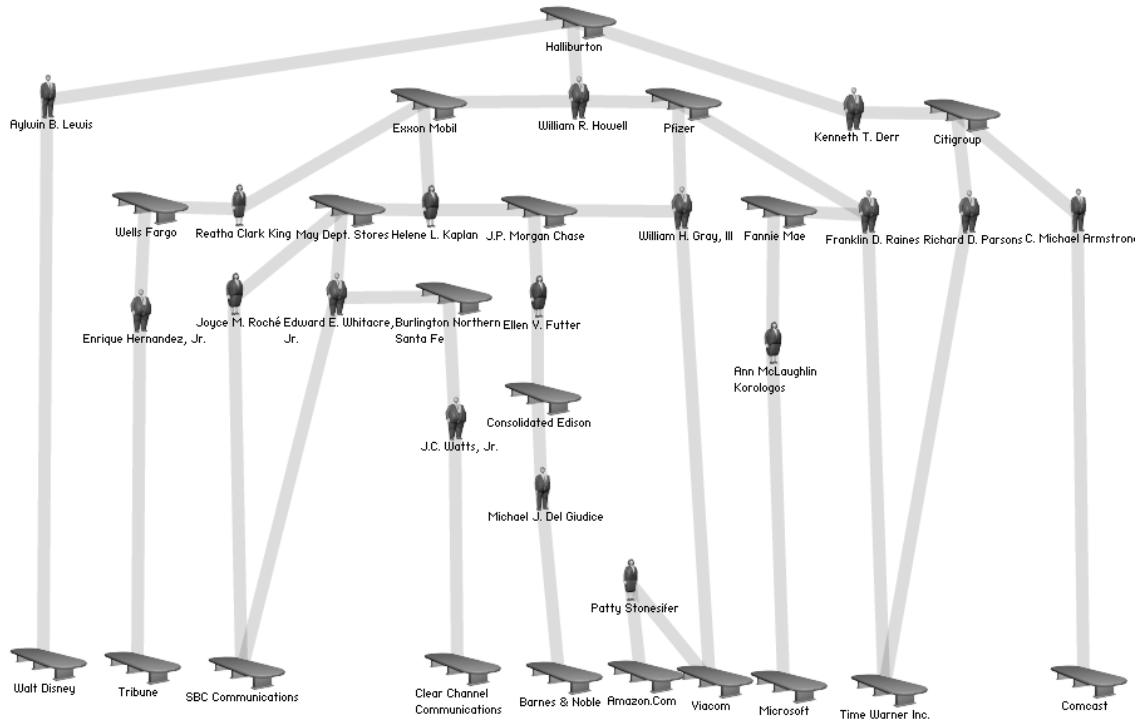 Halliburton
Aylwin B. Lewis
Exxon Mobil
William R. Howell
Pfizer
Kenneth T. Derr
Citigroup
Wells Fargo
Reatha Clark King
May Dept. Stores
Helene L. Kaplan
J.P. Morgan Chase
William H. Gray, III
Fannie Mae
Franklin D. Raines
Richard D. Parsons
C. Michael Armstrong
Enrique Hernandez, Jr.
Joyce M. Roché
Edward E. Whitacre,
Jr.
Burlington Northern
Santa Fe
Ellen V. Futter
Ann McLaughlin
Korologos
Consolidated Edison
J.C. Watts, Jr.
Michael J. Del Giudice
Patty Stonesifer
Walt Disney
Tribune
SBC Communications
Clear Channel
Communications
Barnes & Noble
Amazon.Com
Viacom
Microsoft
Time Warner Inc.
Comcast